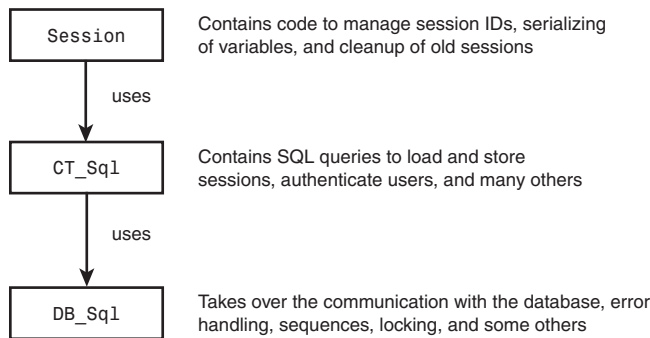 Session
Contains code to manage session IDs, serializing
of variables, and cleanup of old sessions
uses
CT_Sql
Contains SQL queries to load and store
sessions, authenticate users, and many others
uses
DB_Sql
Takes over the communication with the database, error
handling, sequences, locking, and some others